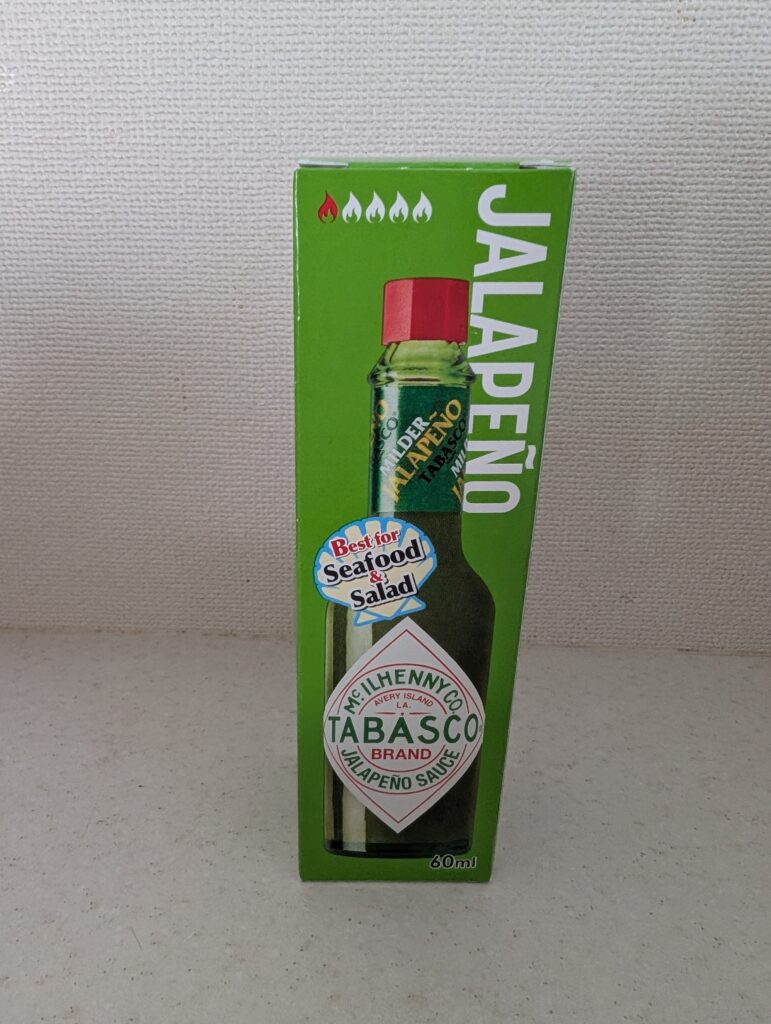 JALAPEÑO
MILDER
JALAPEÑO
TABASCO
Best for
Seafood
&
Salad
McILHENNY CO.
AVERY ISLAND
LA.
TABASCO®
BRAND
JALAPEÑO SAUCE
60ml